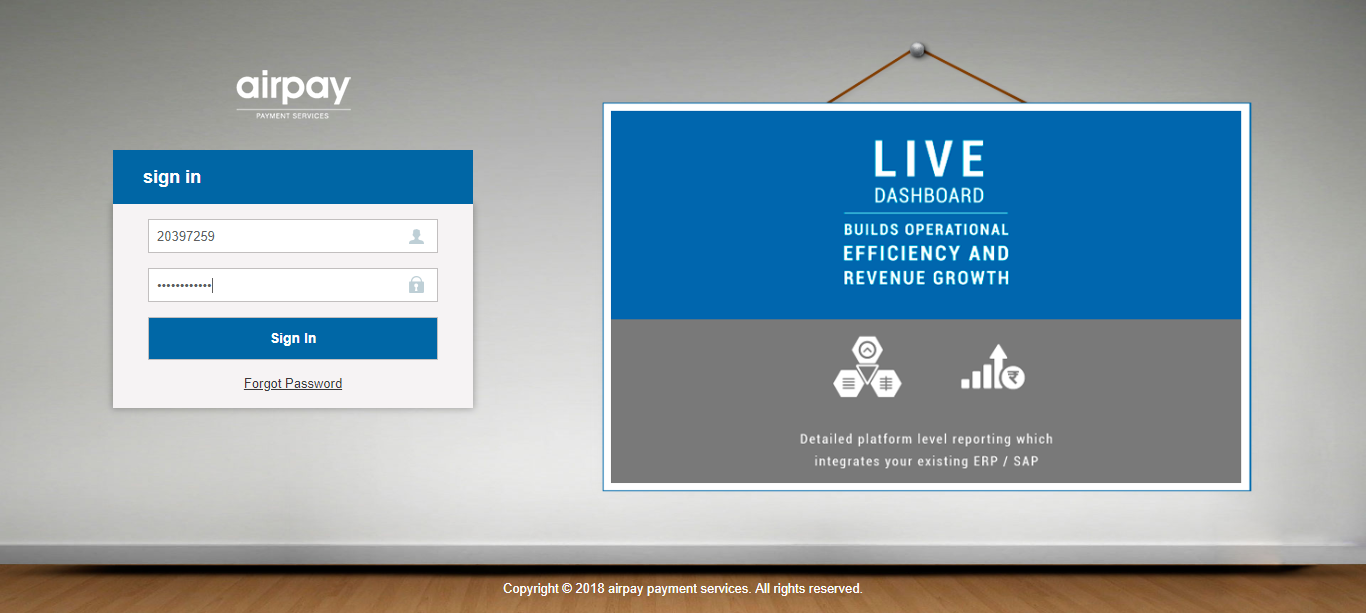 airpay
PAYMENT SERVICES
sign in
20397259
••••••••••••
Sign In
Forgot Password
LIVE
DASHBOARD
BUILDS OPERATIONAL
EFFICIENCY AND
REVENUE GROWTH
Detailed platform level reporting which
integrates your existing ERP / SAP
Copyright © 2018 airpay payment services. All rights reserved.